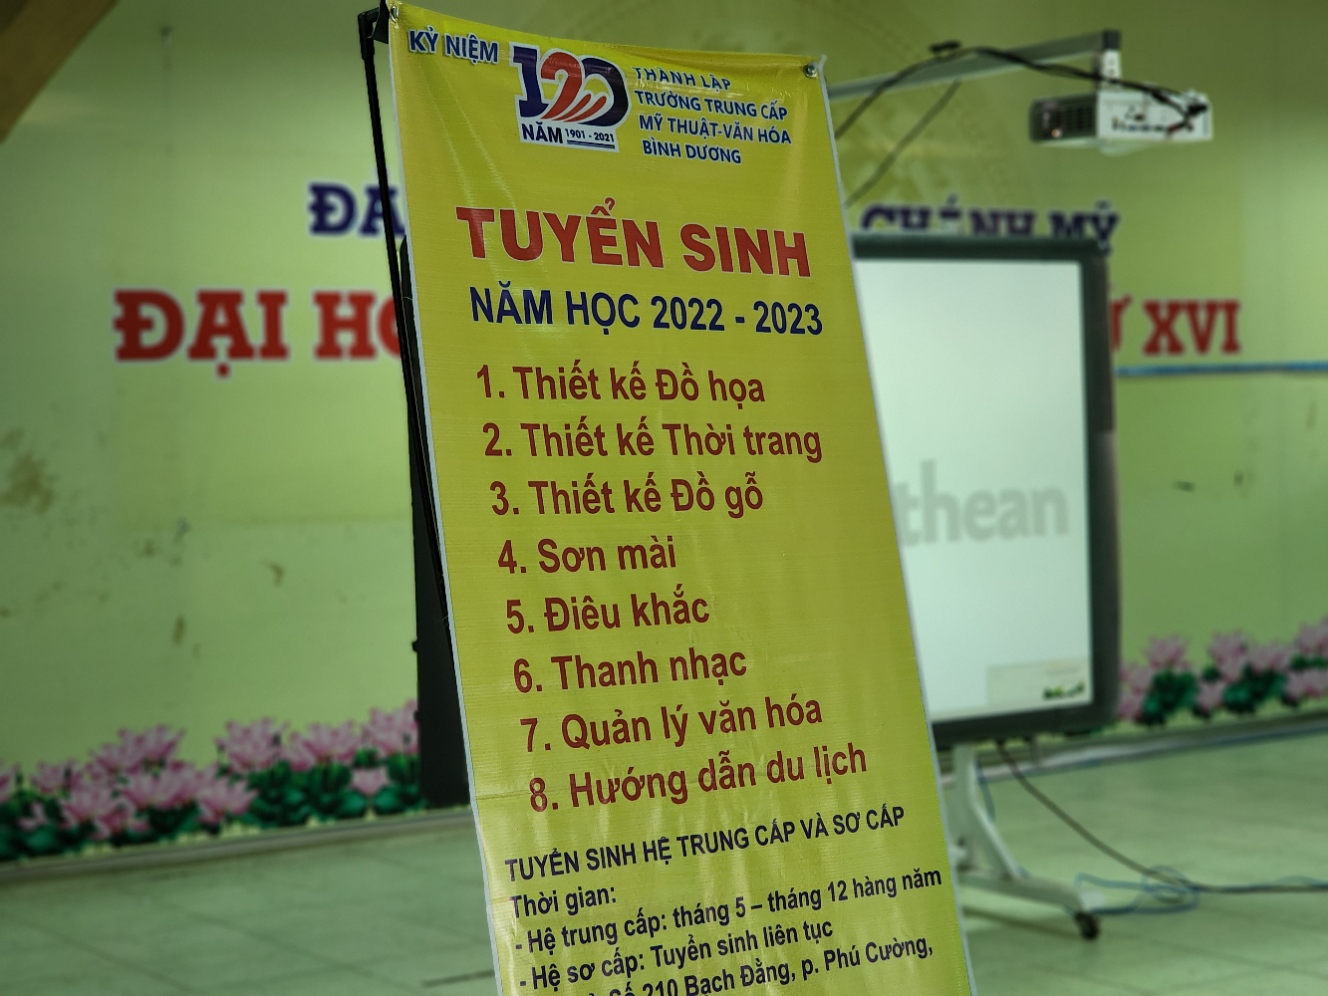 KỶ NIỆM
120
NĂM 1901 - 2021
THÀNH LẬP
TRƯỜNG TRUNG CẤP
MỸ THUẬT-VĂN HÓA
BÌNH DƯƠNG
TUYỂN SINH
NĂM HỌC 2022 - 2023
1. Thiết kế Đồ họa
2. Thiết kế Thời trang
3. Thiết kế Đồ gỗ
4. Sơn mài
5. Điêu khắc
6. Thanh nhạc
7. Quản lý văn hóa
8. Hướng dẫn du lịch
TUYỂN SINH HỆ TRUNG CẤP VÀ SƠ CẤP
Thời gian:
- Hệ trung cấp: tháng 5 – tháng 12 hàng năm
- Hệ sơ cấp: Tuyển sinh liên tục
Số 210 Bạch Đằng, p. Phú Cường,
CHÁNH MỸ
ĐẠI
XVI
thean